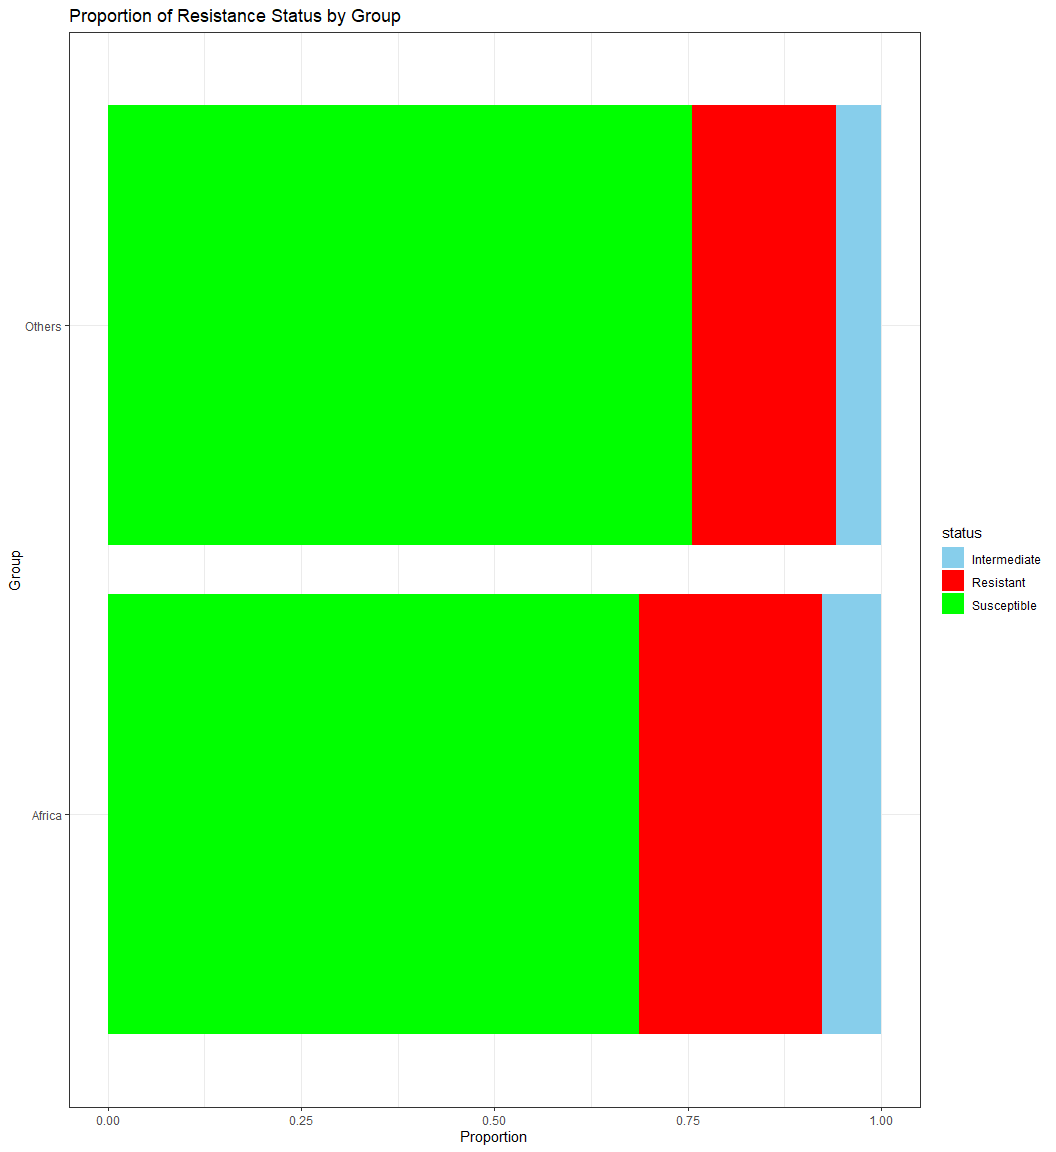 Proportion of Resistance Status by Group
Group
Others
Africa
0.00 0.25 0.50 0.75 1.00
Proportion
status
Intermediate
Resistant
Susceptible